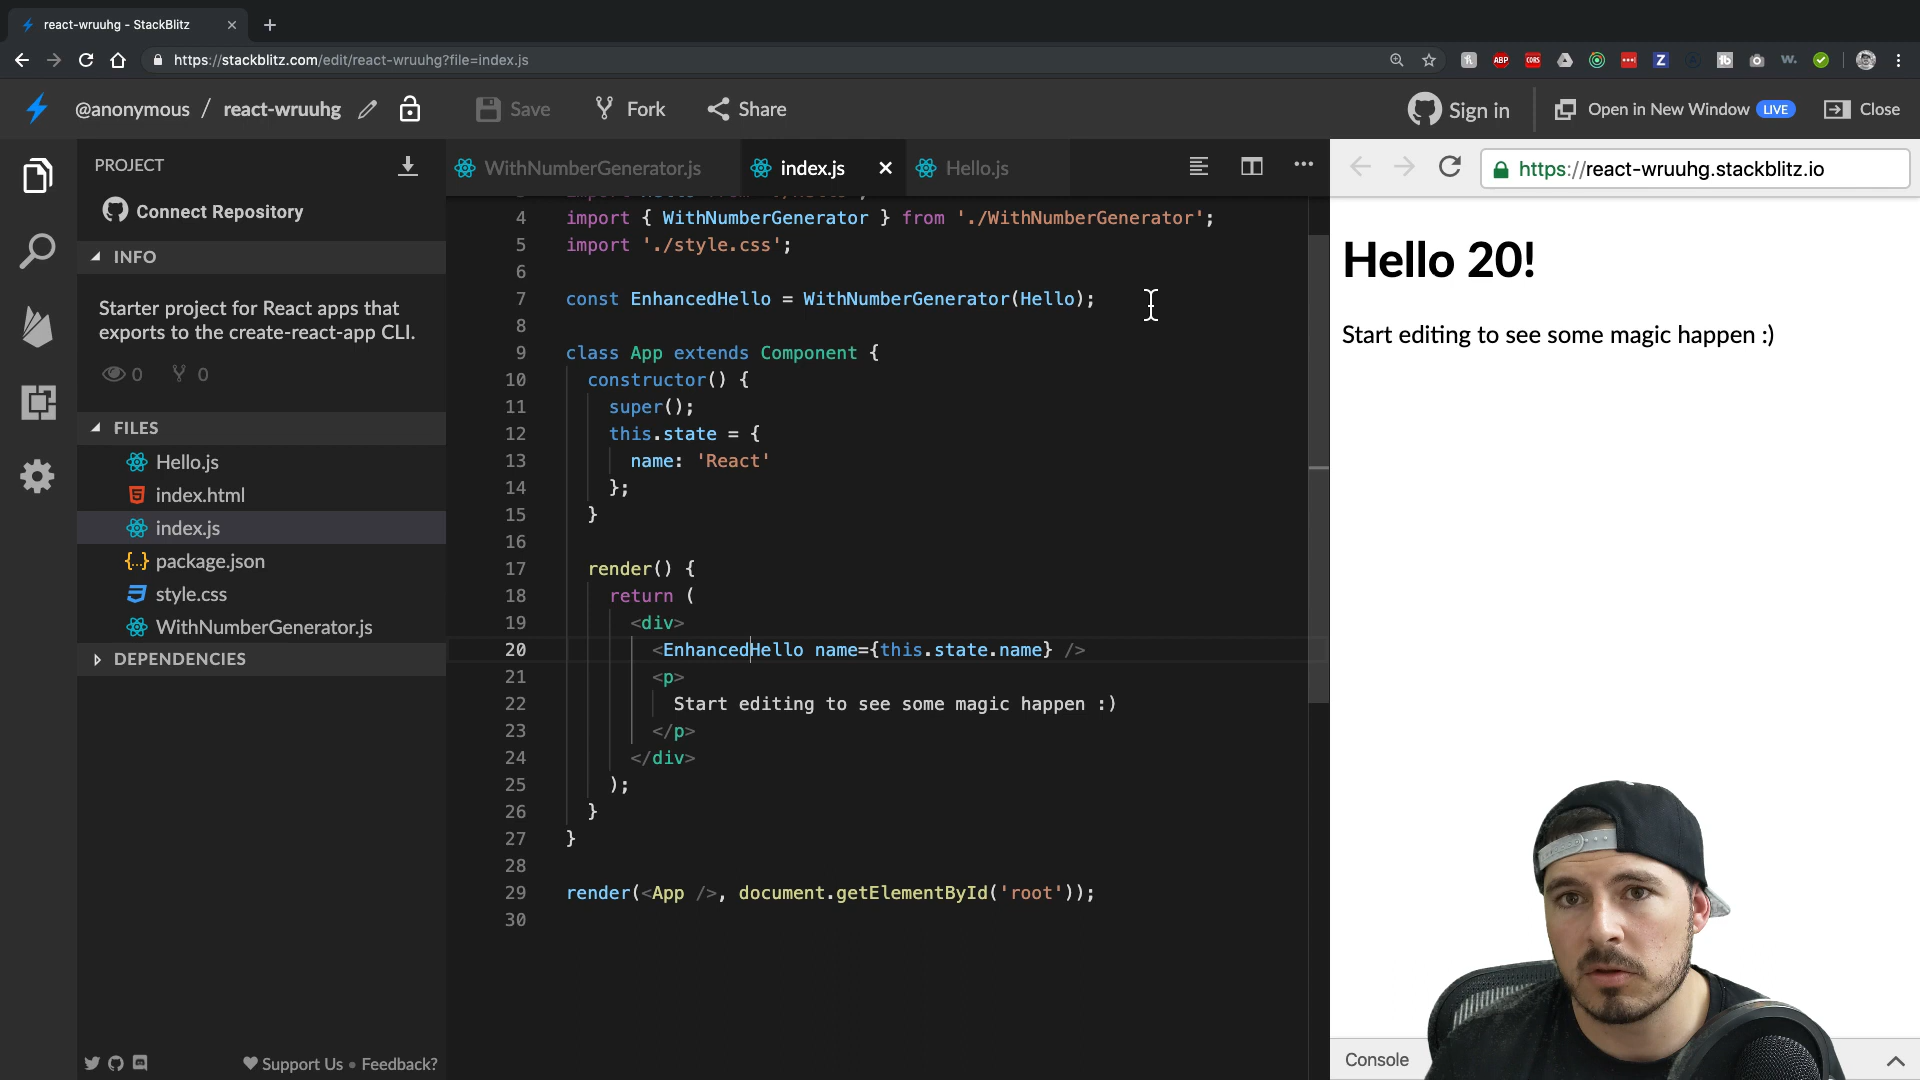 react-wruuhg - StackBlitz
https://stackblitz.com/edit/react-wruuhg?file=index.js
ABP
CORS
Z
fb
W.
@anonymous / react-wruuhg
Save
Fork
Share
Sign in
Open in New Window LIVE
Close
PROJECT
Connect Repository
INFO
Starter project for React apps that
exports to the create-react-app CLI.
0 0
FILES
Hello.js
index.html
index.js
package.json
style.css
WithNumberGenerator.js
DEPENDENCIES
Support Us • Feedback?
WithNumberGenerator.js
index.js
Hello.js
4 import { WithNumberGenerator } from './WithNumberGenerator';
5 import './style.css';
6
7 const EnhancedHello = WithNumberGenerator(Hello);
8
9 class App extends Component {
10 constructor() {
11 super();
12 this.state = {
13 name: 'React'
14 };
15 }
16
17 render() {
18 return (
19 <div>
20 <EnhancedHello name={this.state.name} />
21 <p>
22 Start editing to see some magic happen :)
23 </p>
24 </div>
25 );
26 }
27 }
28
29 render(<App />, document.getElementById('root'));
30
https://react-wruuhg.stackblitz.io
Hello 20!
Start editing to see some magic happen :)
Console